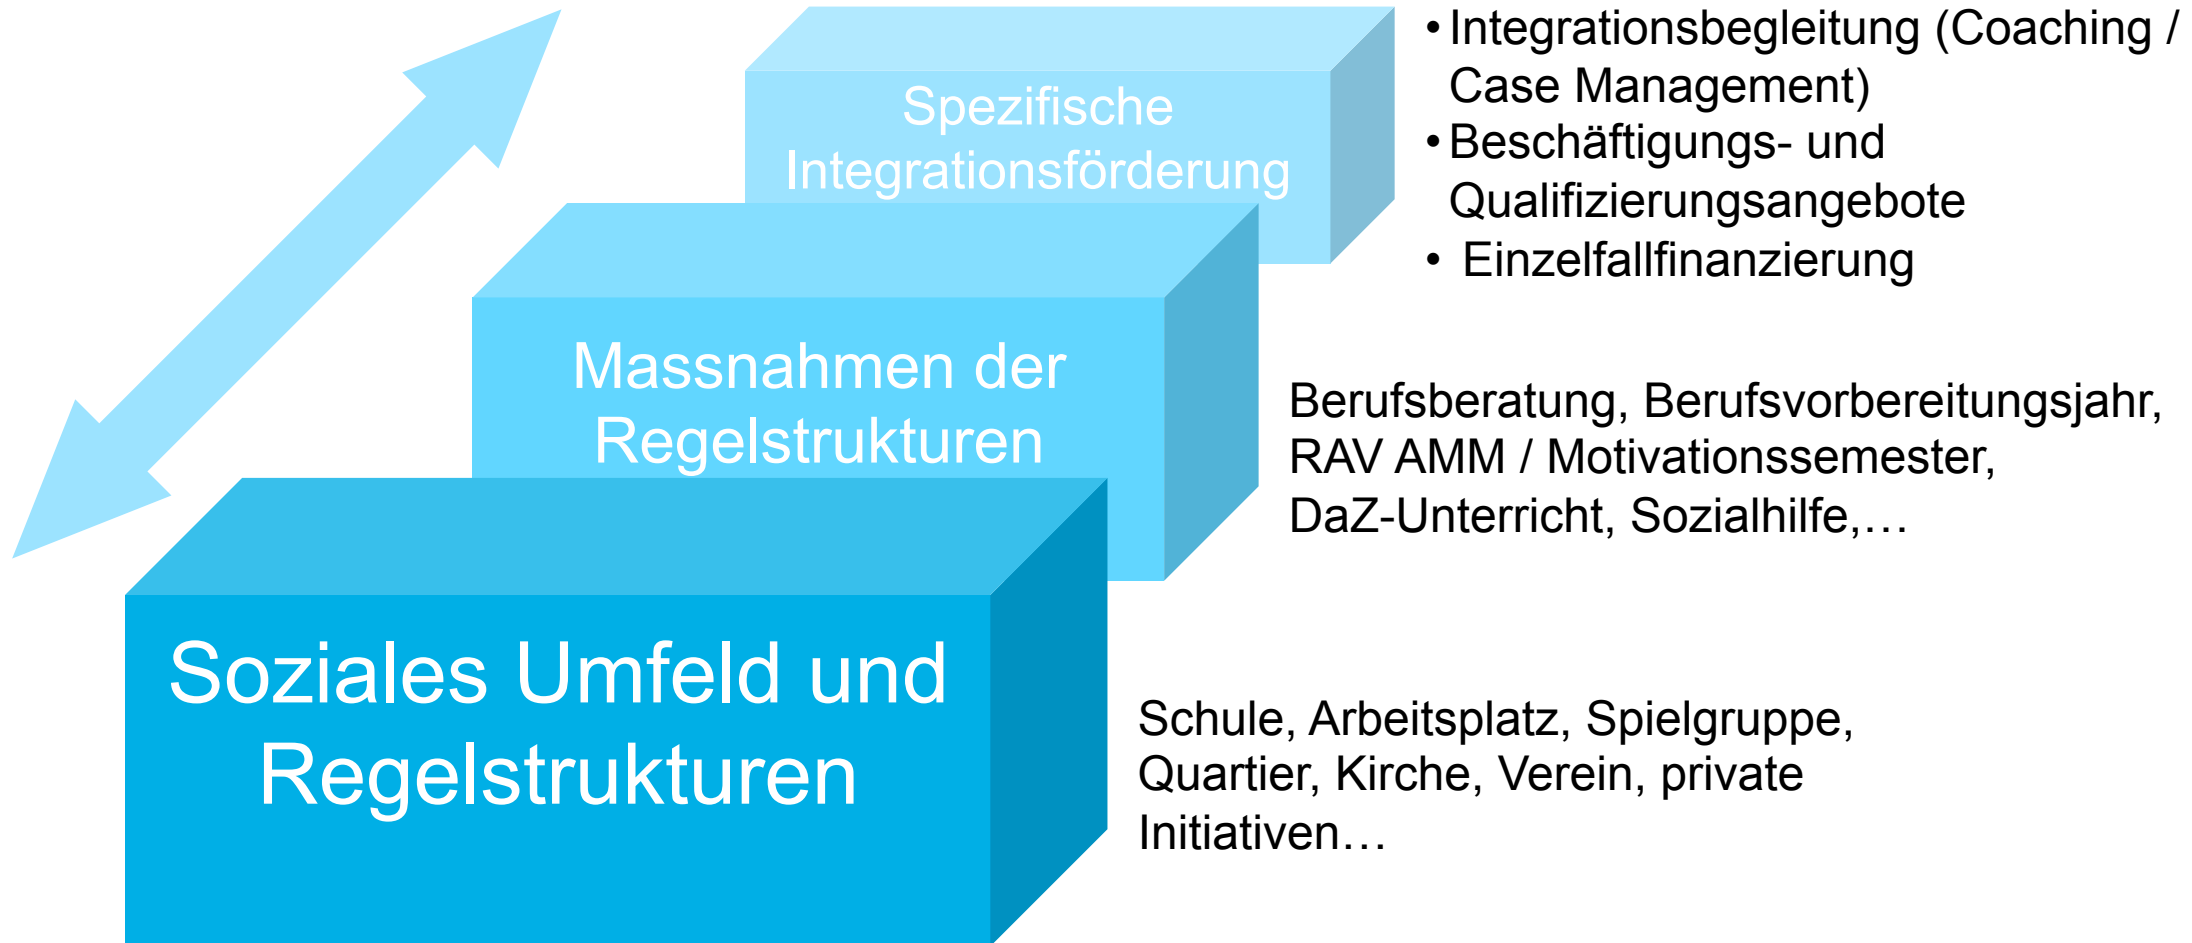 Spezifische
Integrationsförderung
• Integrationsbegleitung (Coaching /
Case Management)
• Beschäftigungs- und
Qualifizierungsangebote
• Einzelfallfinanzierung
Massnahmen der
Regelstrukturen
Berufsberatung, Berufsvorbereitungsjahr,
RAV AMM / Motivationssemester,
DaZ-Unterricht, Sozialhilfe,…
Soziales Umfeld und
Regelstrukturen
Schule, Arbeitsplatz, Spielgruppe,
Quartier, Kirche, Verein, private
Initiativen…